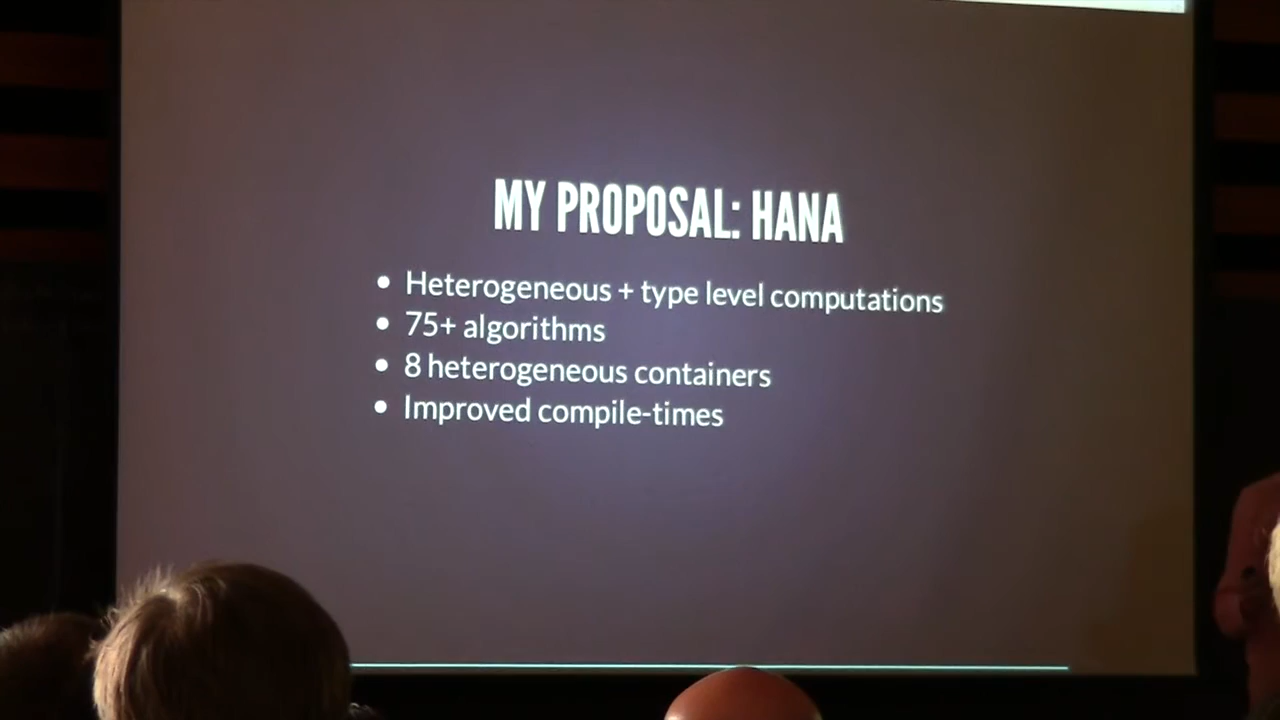 MY PROPOSAL: HANA
• Heterogeneous + type level computations
• 75+ algorithms
• 8 heterogeneous containers
• Improved compile-times